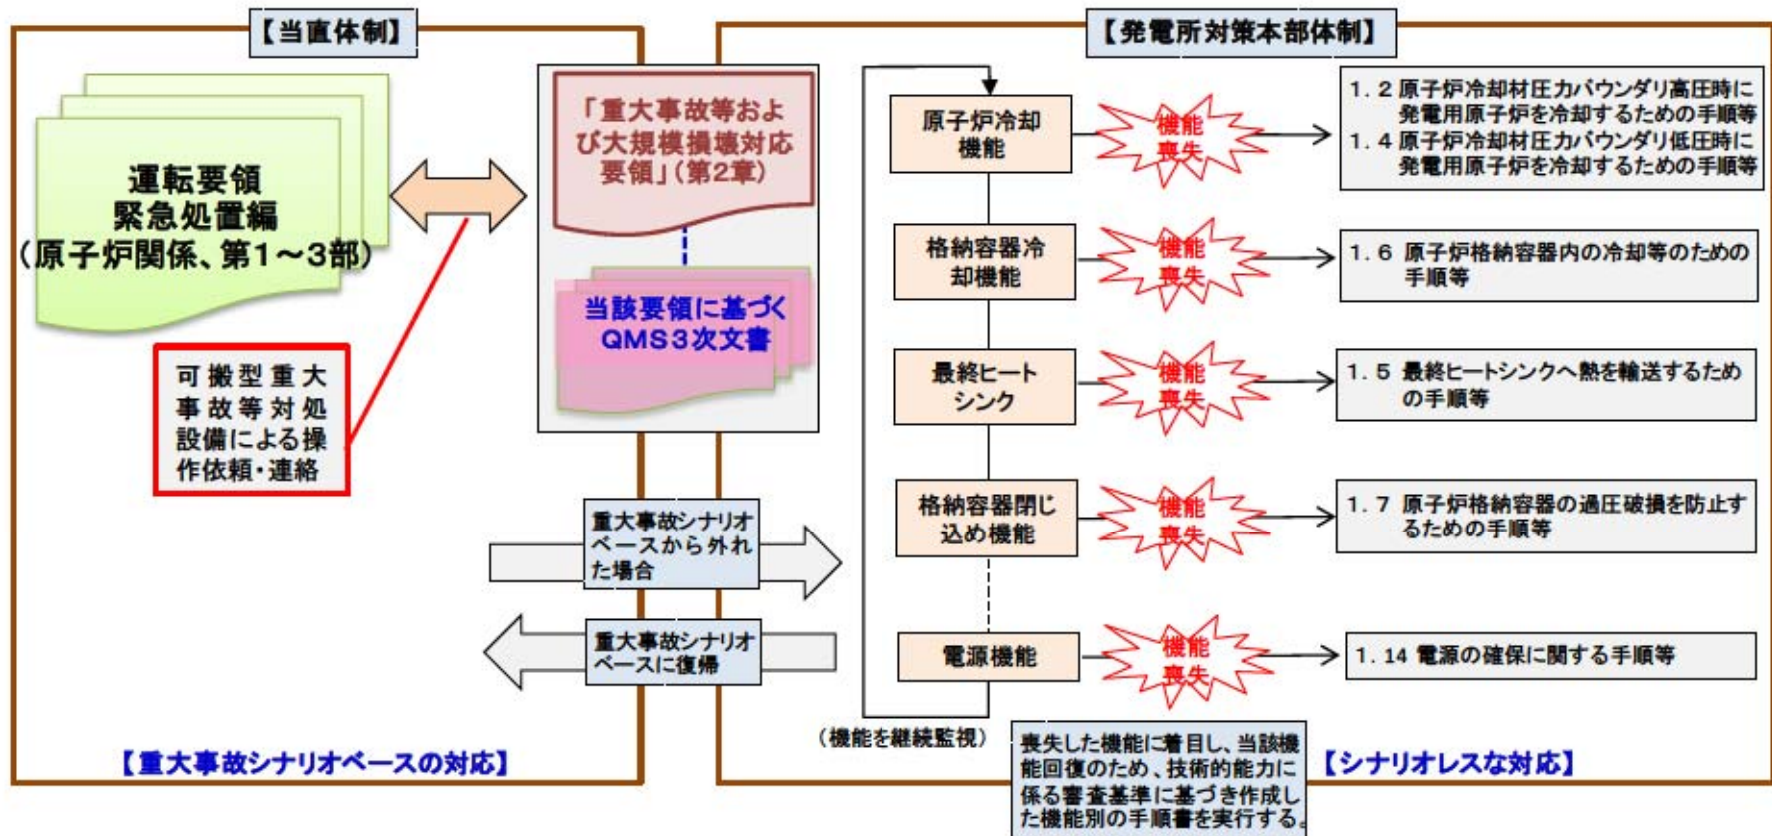 【当直体制】
運転要領
緊急処置編
(原子炉関係、第1～3部)
可搬型重大
事故等対処
設備による操
作依頼・連絡
「重大事故等およ
び大規模損壊対応
要領」(第2章)
当該要領に基づく
QMS3次文書
重大事故シナリオ
ベースから外れ
た場合
重大事故シナリオ
ベースに復帰
【重大事故シナリオベースの対応】
【発電所対策本部体制】
原子炉冷却
機能
機能
喪失
1.2 原子炉冷却材圧力バウンダリ高圧時に
発電用原子炉を冷却するための手順等
1.4 原子炉冷却材圧力バウンダリ低圧時に
発電用原子炉を冷却するための手順等
格納容器冷
却機能
機能
喪失
1.6 原子炉格納容器内の冷却等のための
手順等
最終ヒート
シンク
機能
喪失
1.5 最終ヒートシンクへ熱を輸送するため
の手順等
格納容器閉じ
込め機能
機能
喪失
1.7 原子炉格納容器の過圧破損を防止す
るための手順等
電源機能
機能
喪失
1.14 電源の確保に関する手順等
(機能を継続監視)
喪失した機能に着目し、当該機
能回復のため、技術的能力に
係る審査基準に基づき作成し
た機能別の手順書を実行する。
【シナリオレスな対応】